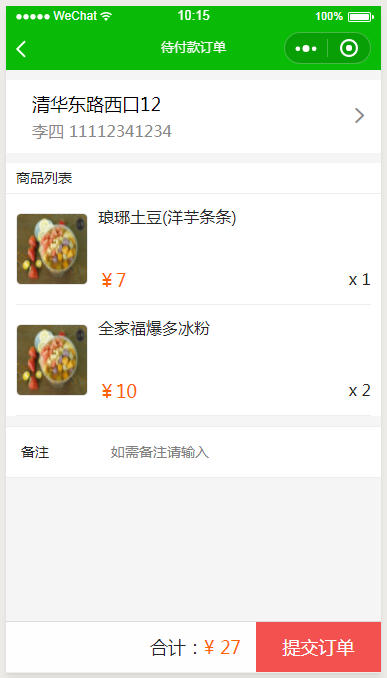 WeChat 10:15 100%
待付款订单
清华东路西口12
李四 11112341234
商品列表
琅琊土豆(洋芋条条)
￥7 x 1
全家福爆多冰粉
￥10 x 2
备注 如需备注请输入
合计：￥ 27 提交订单